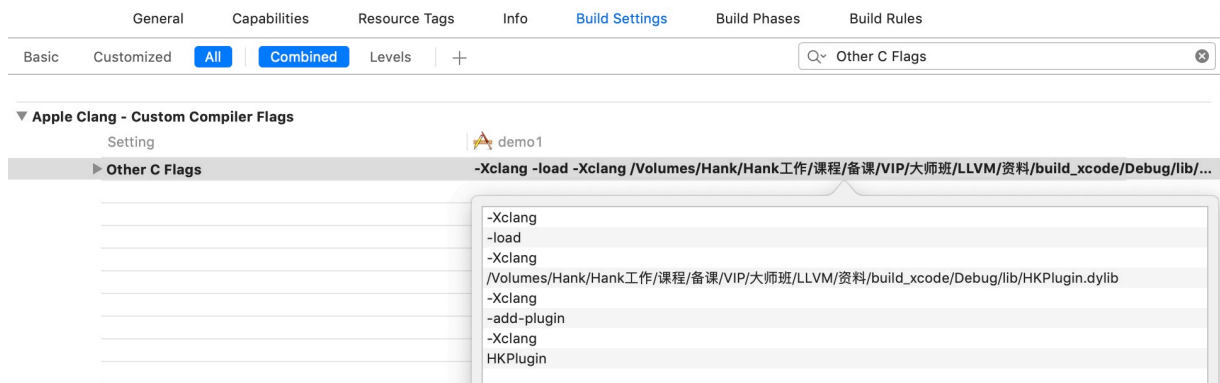 General Capabilities Resource Tags Info Build Settings Build Phases Build Rules
Basic Customized All Combined Levels + Other C Flags
Apple Clang - Custom Compiler Flags
Setting demo1
Other C Flags -Xclang -load -Xclang /Volumes/Hank/Hank工作/课程/备课/VIP/大师班/LLVM/资料/build_xcode/Debug/lib/...
-Xclang
-load
-Xclang
/Volumes/Hank/Hank工作/课程/备课/VIP/大师班/LLVM/资料/build_xcode/Debug/lib/HKPlugin.dylib
-Xclang
-add-plugin
-Xclang
HKPlugin